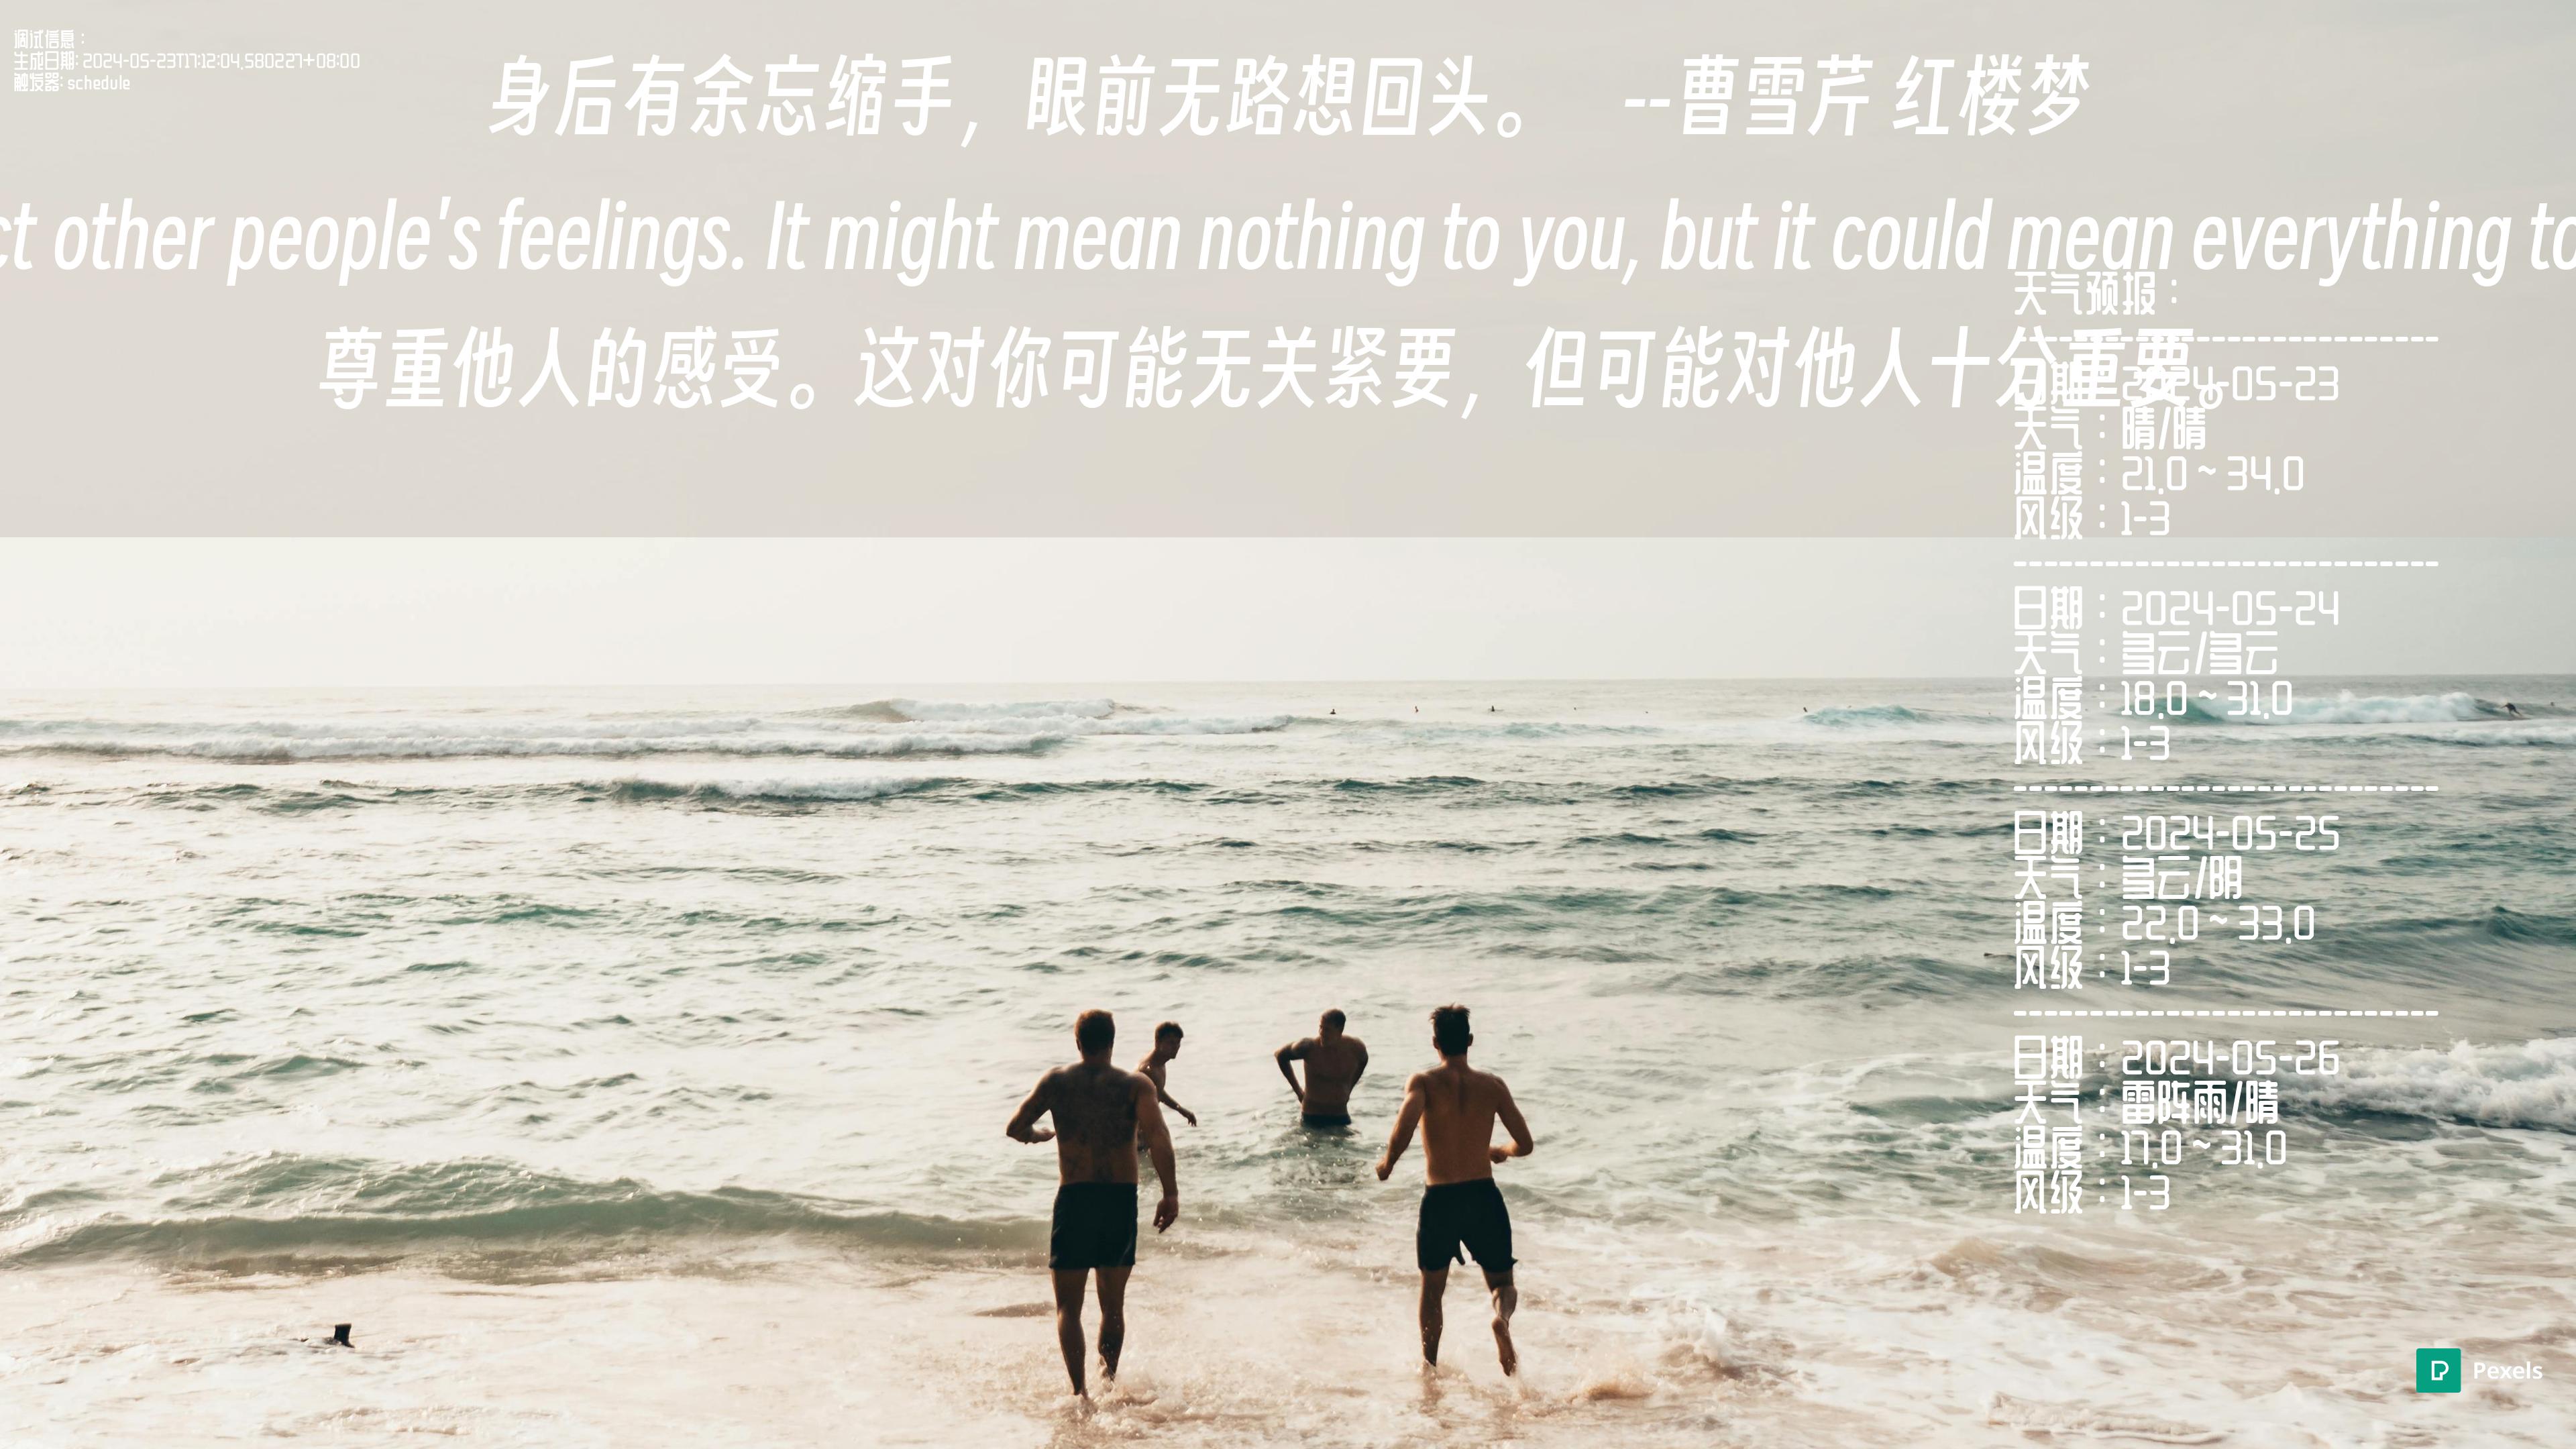 调试信息：
生成日期: 2024-05-23T17:12:04.580227+08:00
触发器: schedule
身后有余忘缩手，眼前无路想回头。 --曹雪芹 红楼梦
other people's feelings. It might mean nothing to you, but it could mean everything to
尊重他人的感受。这对你可能无关紧要，但可能对他人十分重要。
天气预报：
----------------------------
日期：2024-05-23
天气：晴/晴
温度：21.0 ~ 34.0
风级：1-3
----------------------------
日期：2024-05-24
天气：多云/多云
温度：18.0 ~ 31.0
风级：1-3
----------------------------
日期：2024-05-25
天气：多云/阴
温度：22.0 ~ 33.0
风级：1-3
----------------------------
日期：2024-05-26
天气：雷阵雨/晴
温度：17.0 ~ 31.0
风级：1-3
Pexels